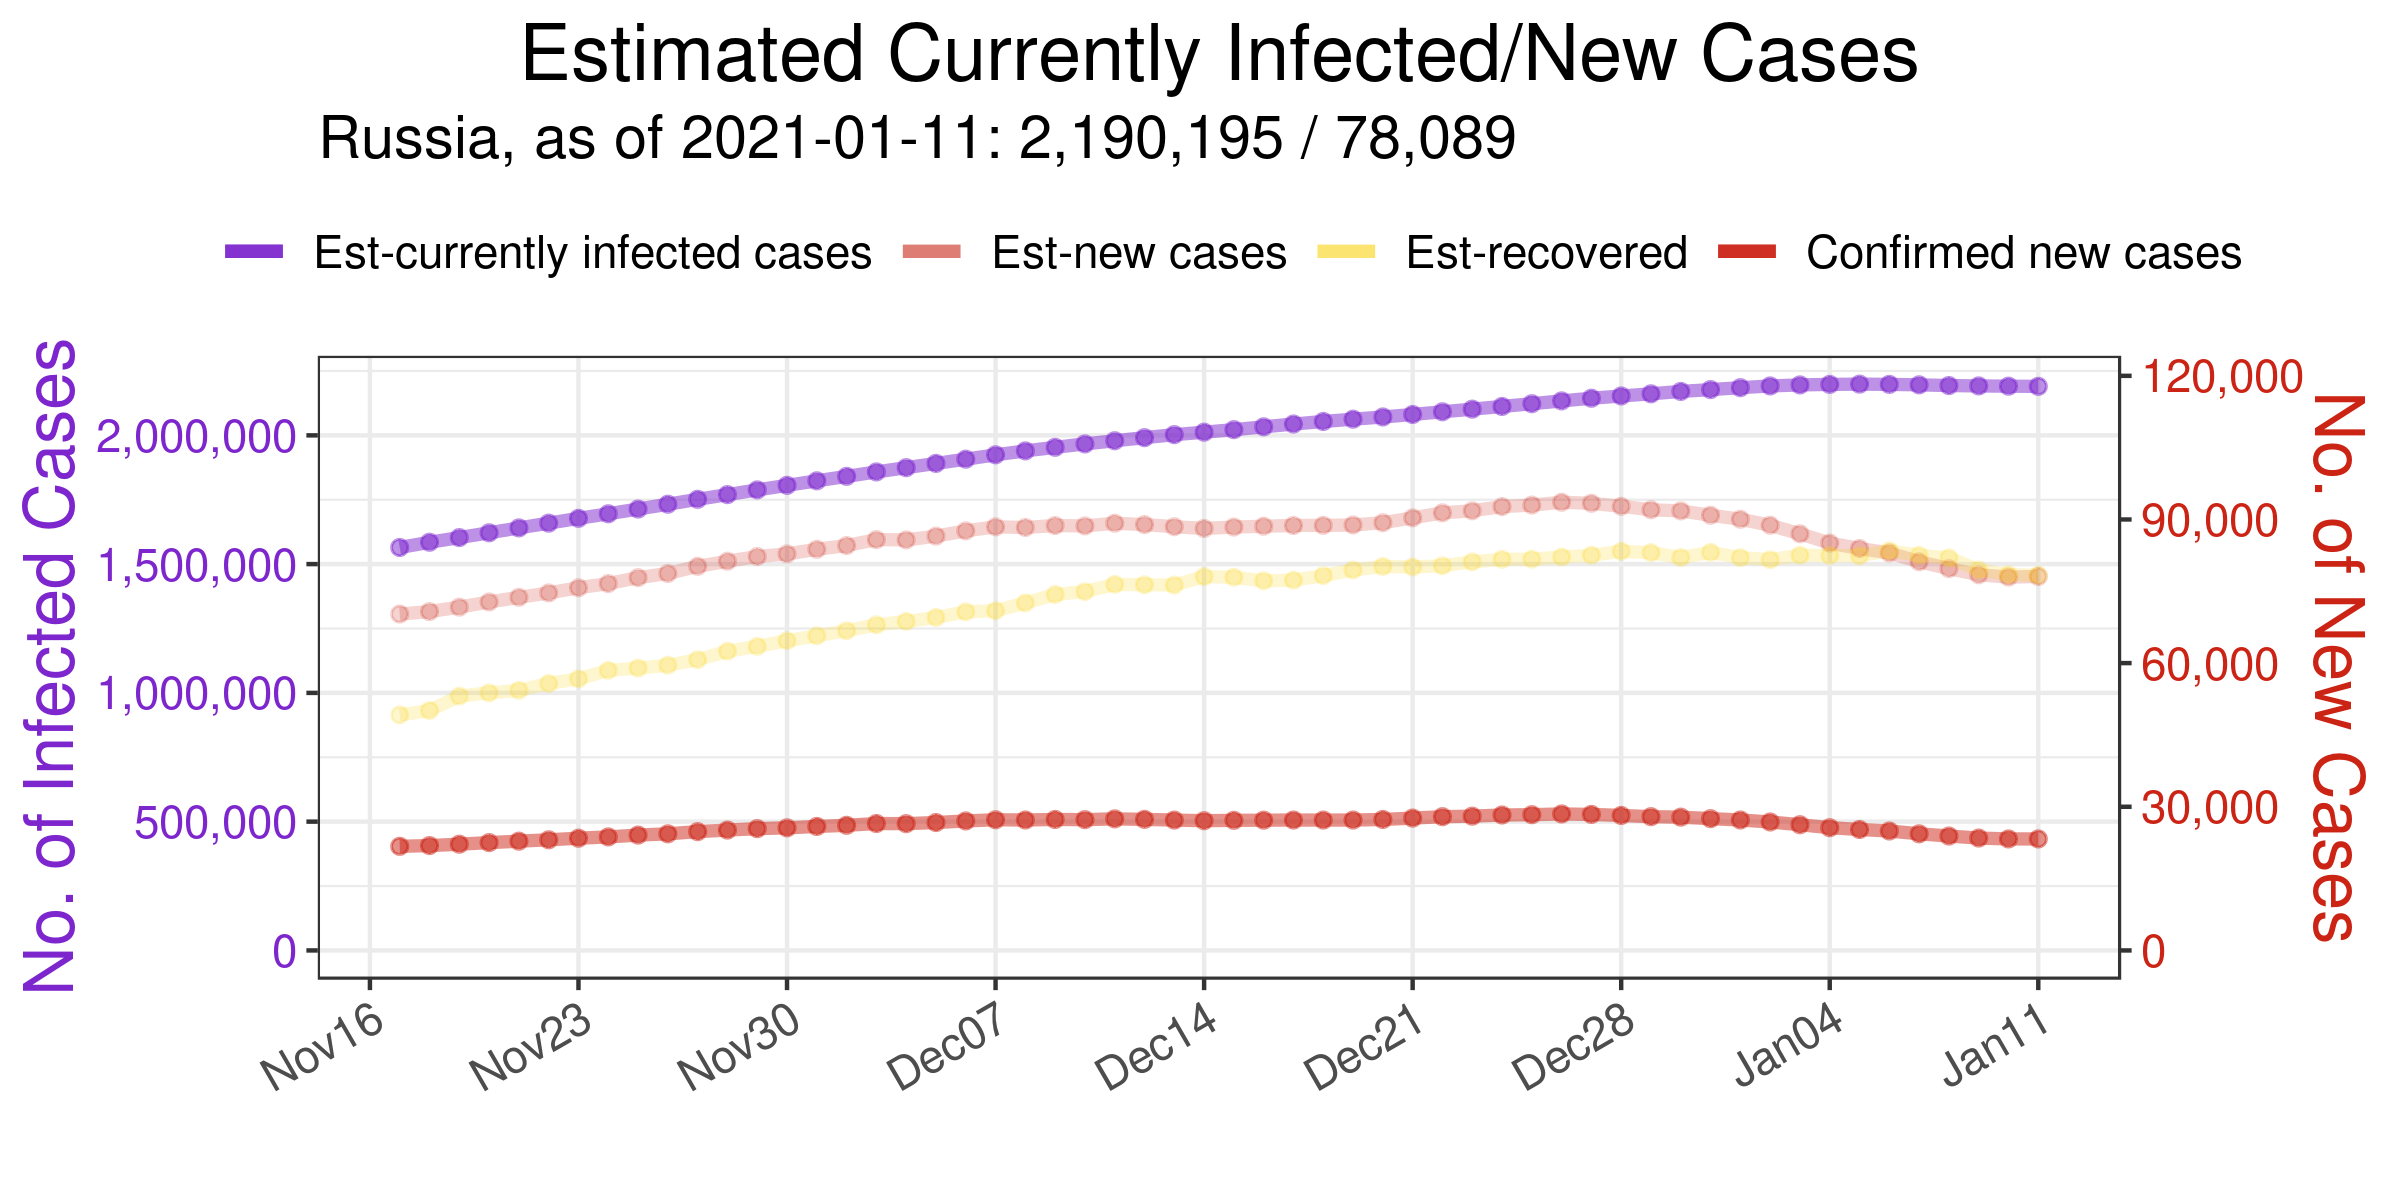 Estimated Currently Infected/New Cases
Russia, as of 2021-01-11: 2,190,195 / 78,089
Est-currently infected cases Est-new cases Est-recovered Confirmed new cases
No. of Infected Cases
2,000,000
1,500,000
1,000,000
500,000
0
120,000
90,000
60,000
30,000
0
No. of New Cases
Nov16 Nov23 Nov30 Dec07 Dec14 Dec21 Dec28 Jan04 Jan11